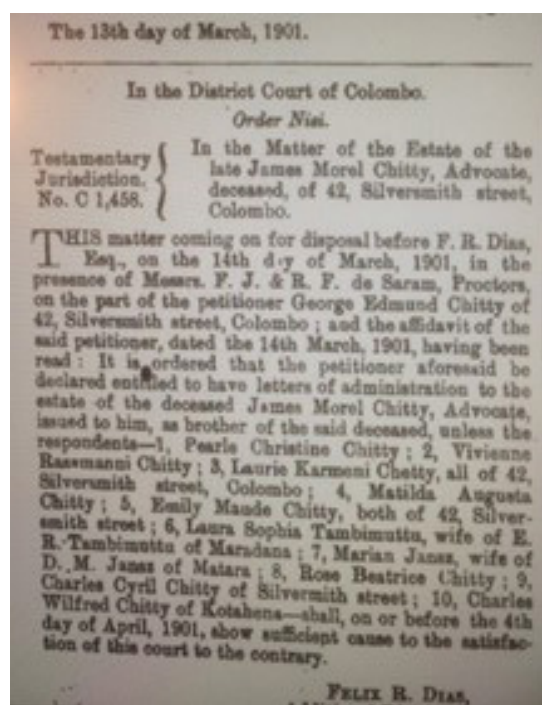 The 13th day of March, 1901.
In the District Court of Colombo.
Order Nisi.
Testamentary
Jurisdiction.
No. C 1,458.
In the Matter of the Estate of the
late James Morel Chitty, Advocate,
deceased, of 42, Silversmith street,
Colombo.
THIS matter coming on for disposal before F. R. Dias,
Esq., on the 14th day of March, 1901, in the
presence of Messrs. F. J. & R. F. de Saram, Proctors,
on the part of the petitioner George Edmund Chitty of
42, Silversmith street, Colombo; and the affidavit of the
said petitioner, dated the 14th March, 1901, having been
read: It is ordered that the petitioner aforesaid be
declared entitled to have letters of administration to the
estate of the deceased James Morel Chitty, Advocate,
issued to him, as brother of the said deceased, unless the
respondents—1, Pearle Christine Chitty; 2, Vivienne
Rasamanni Chitty; 3, Laurie Karmeni Chetty, all of 42,
Silversmith street, Colombo; 4, Matilda Augusta
Chitty; 5, Emily Maude Chitty, both of 42, Silver-
smith street; 6, Laura Sophia Tambimuttu, wife of E.
R. Tambimuttu of Maradana; 7, Marian Jansz, wife of
D. M. Jansz of Matara; 8, Rose Beatrice Chitty; 9,
Charles Cyril Chitty of Silversmith street; 10, Charles
Wilfred Chitty of Kotahena—shall, on or before the 4th
day of April, 1901, show sufficient cause to the satisfac-
tion of this court to the contrary.
FELIX R. DIAS,